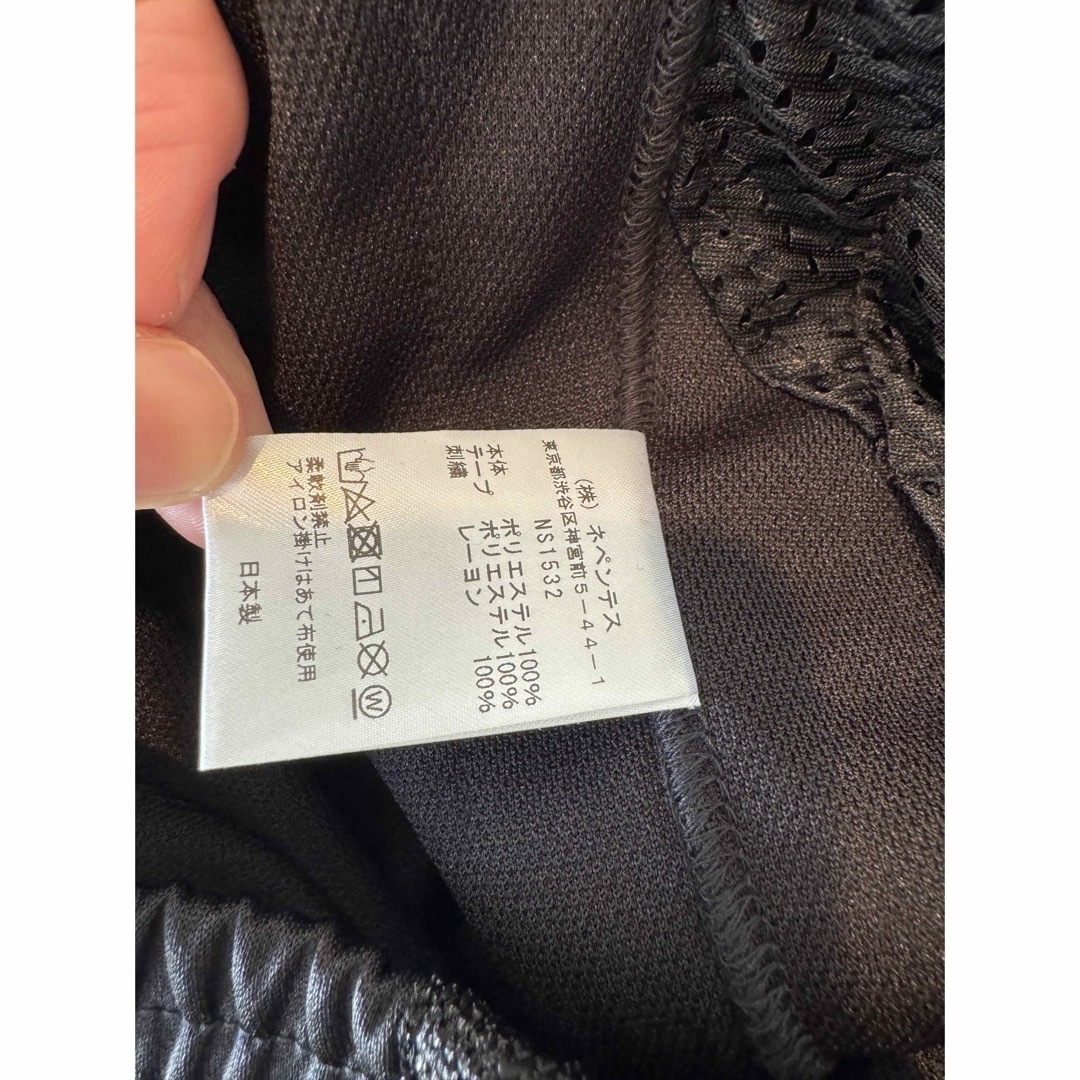 (株) ネペンテス
東京都渋谷区神宮前5-44-1
NS1532
本体 ポリエステル100%
テープ ポリエステル100%
刺繍 レーヨン 100%
W
柔軟剤禁止
アイロン掛けはあて布使用
日本製